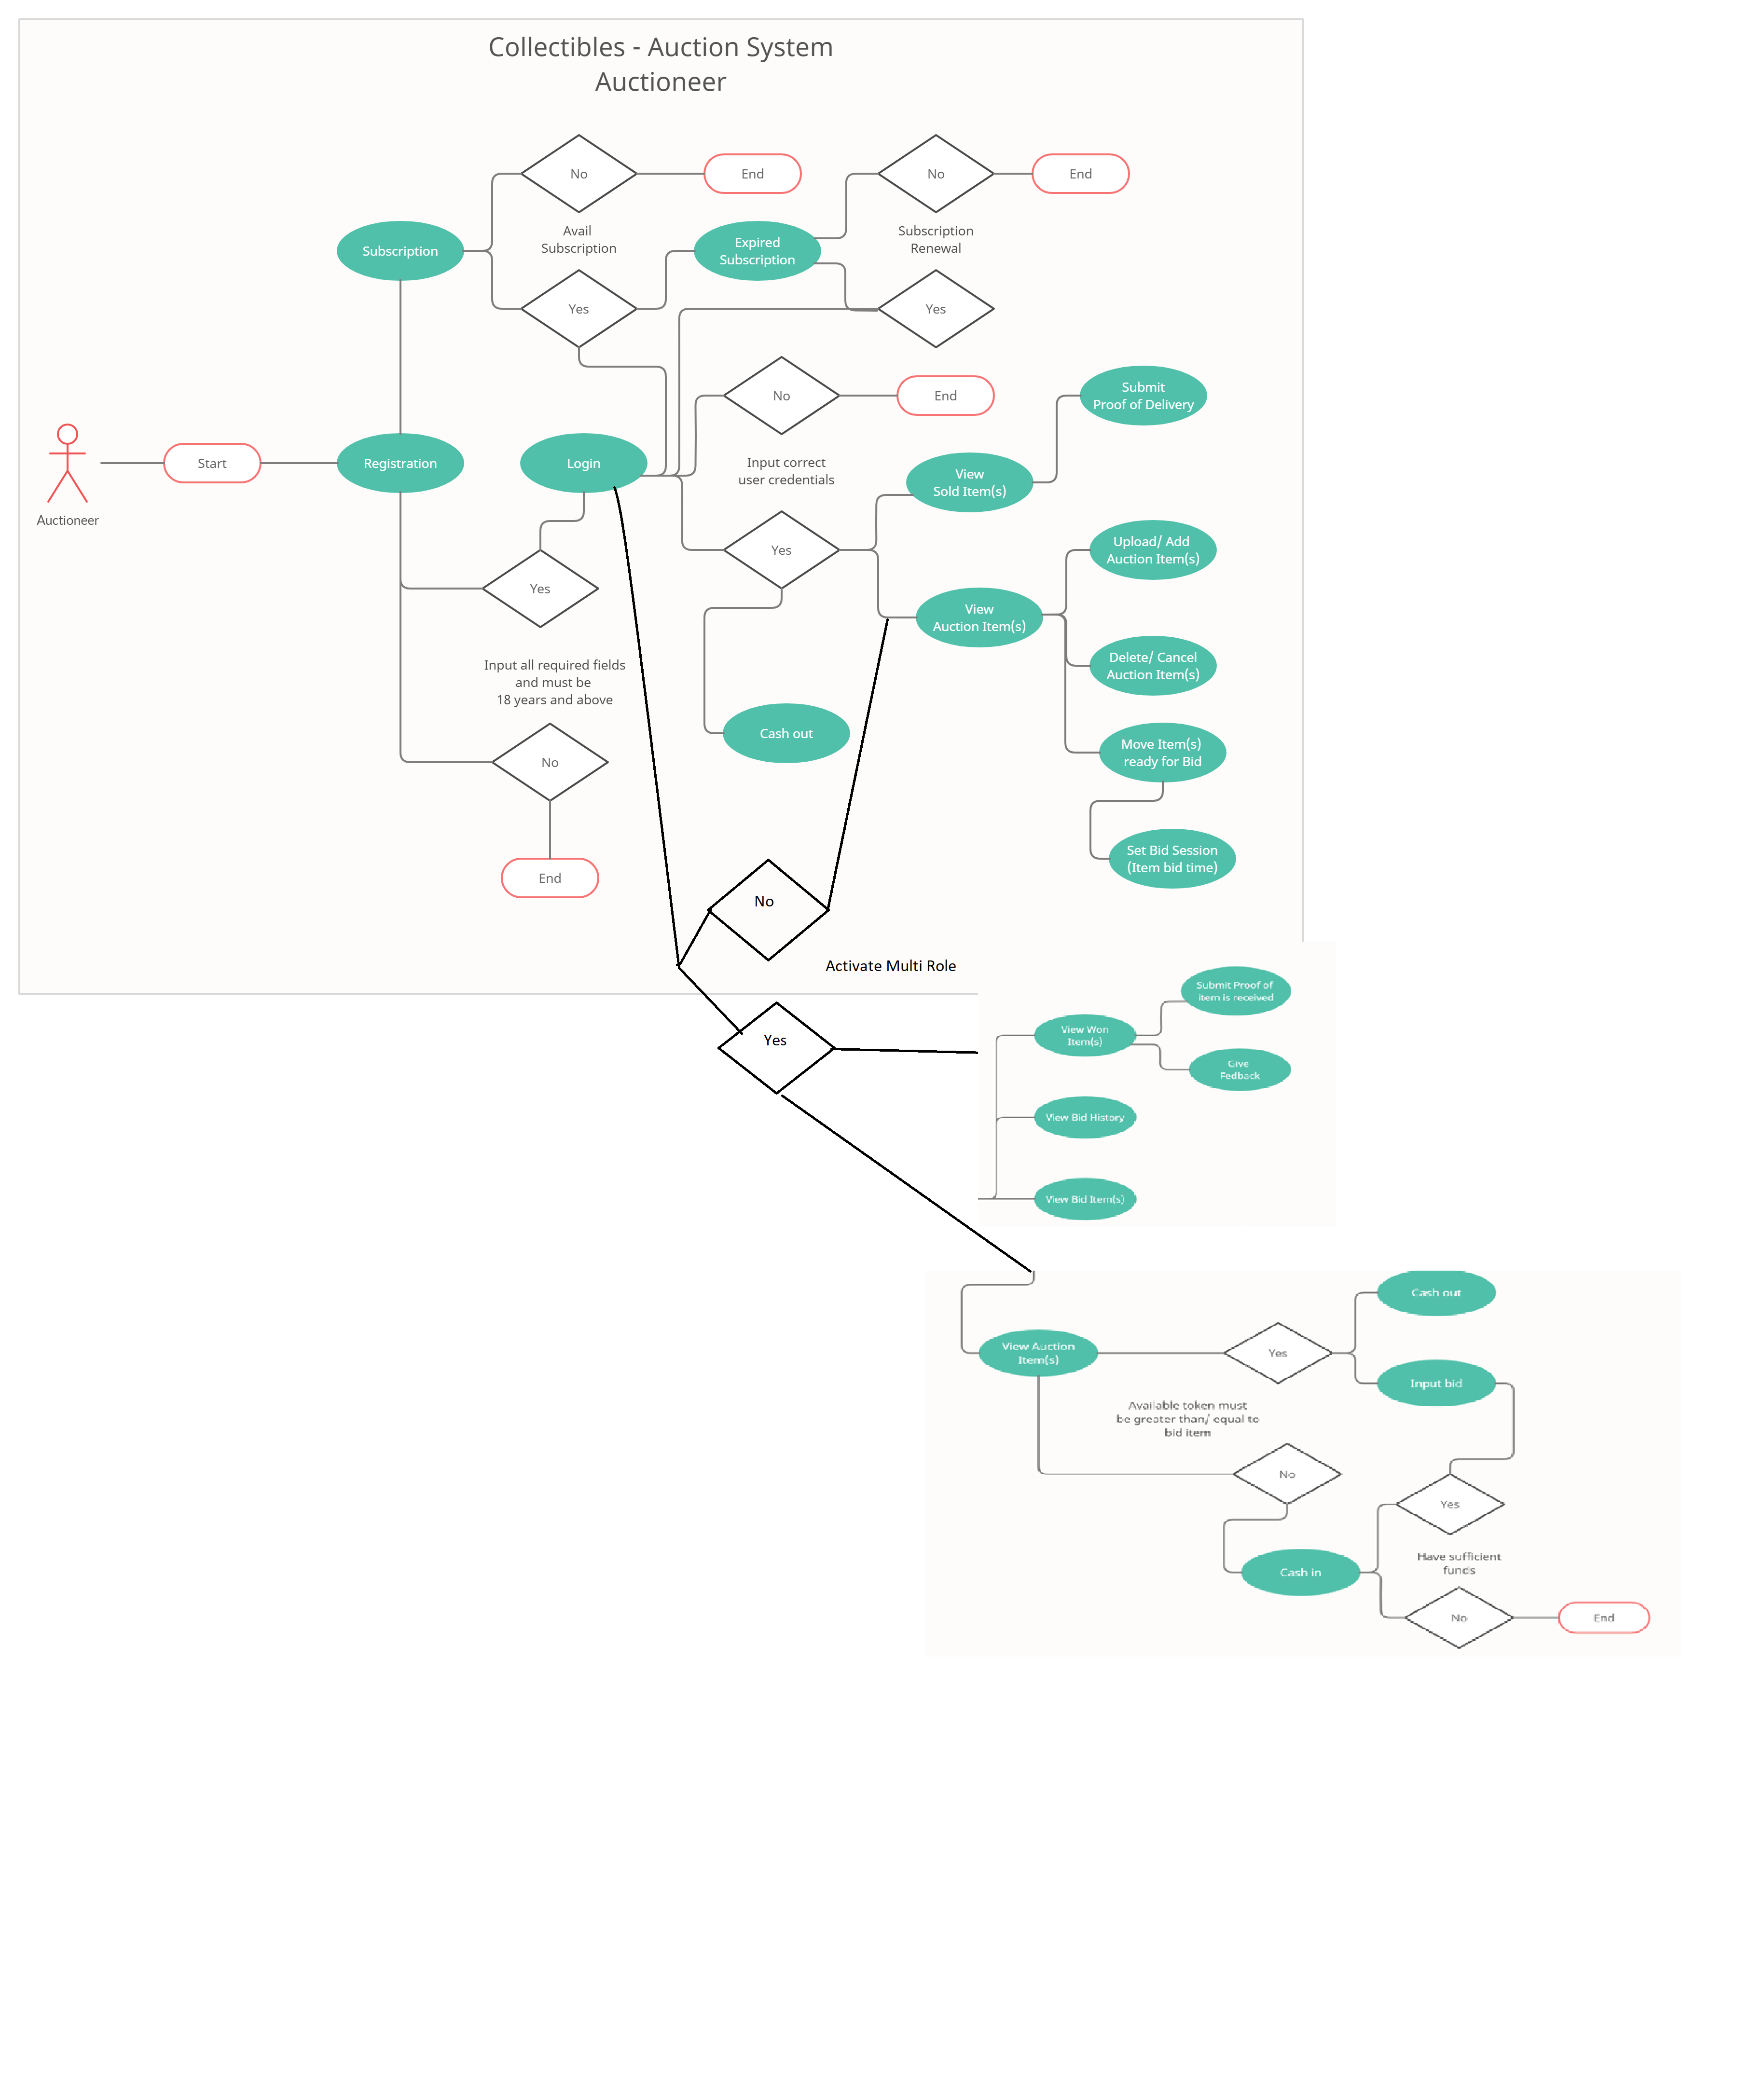 Collectibles - Auction System
Auctioneer
No
End
No
End
Avail
Subscription
Subscription
Renewal
Subscription
Expired
Subscription
Yes
Yes
No
End
Submit
Proof of Delivery
Auctioneer
Start
Registration
Login
Input correct
user credentials
View
Sold Item(s)
Yes
Upload/ Add
Auction Item(s)
Yes
View
Auction Item(s)
Input all required fields
and must be
18 years and above
Delete/ Cancel
Auction Item(s)
No
Cash out
Move Item(s)
ready for Bid
End
Set Bid Session
(Item bid time)
No
Activate Multi Role
Yes
Submit Proof of
item is received
View Won
Item(s)
Give
Fedback
View Bid History
View Bid Item(s)
Cash out
View Auction
Item(s)
Yes
Input bid
Available token must
be greater than/ equal to
bid item
No
Yes
Have sufficient
funds
Cash in
No
End